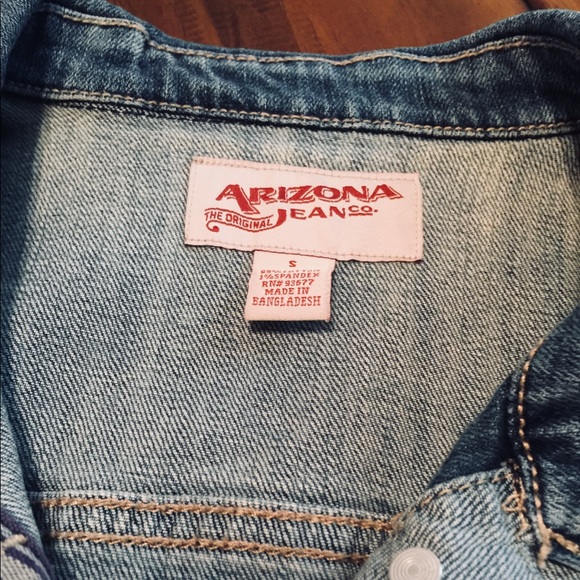 ARIZONA
THE ORIGINAL JEAN CO.
S
1% SPANDEX
RN# 93677
MADE IN
BANGLADESH